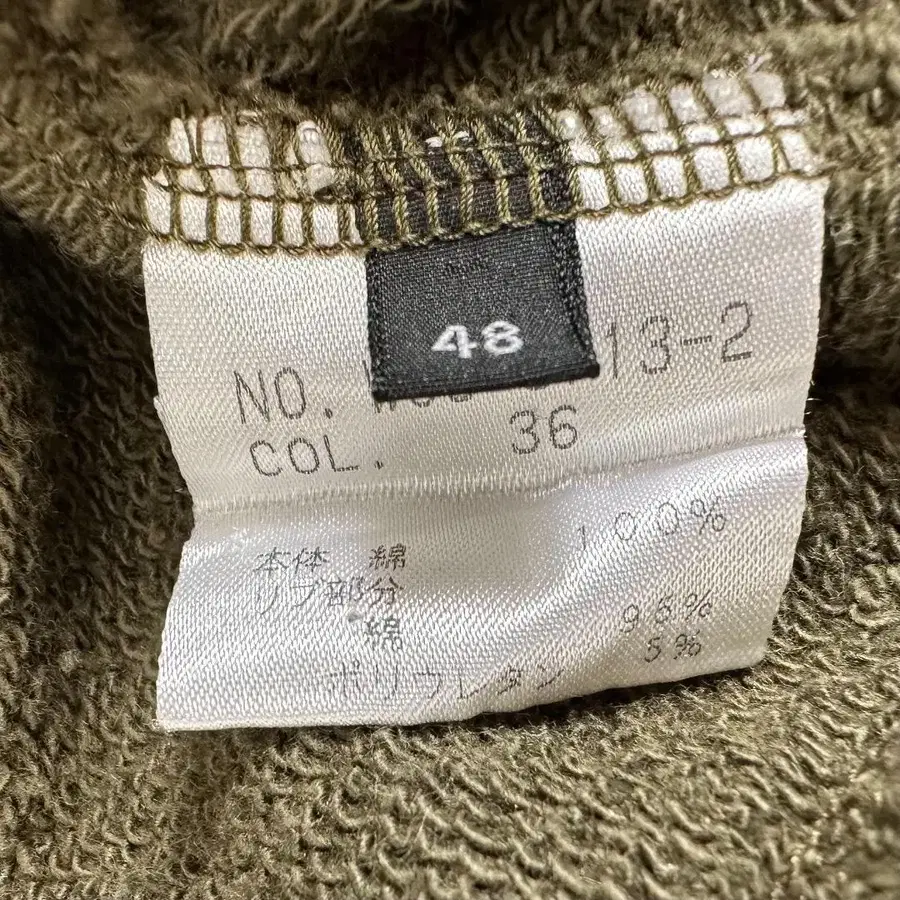 48
NO. 13-2
COL. 36
本体 綿 100%
リブ部分
綿 95%
ポリウレタン 5%